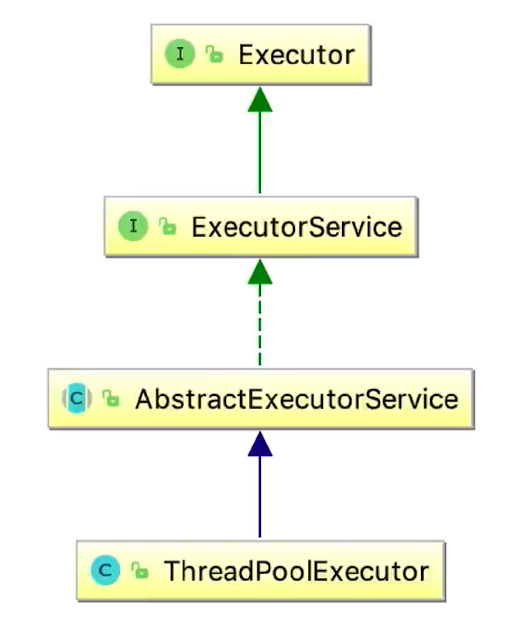 I Executor
I ExecutorService
C AbstractExecutorService
C ThreadPoolExecutor